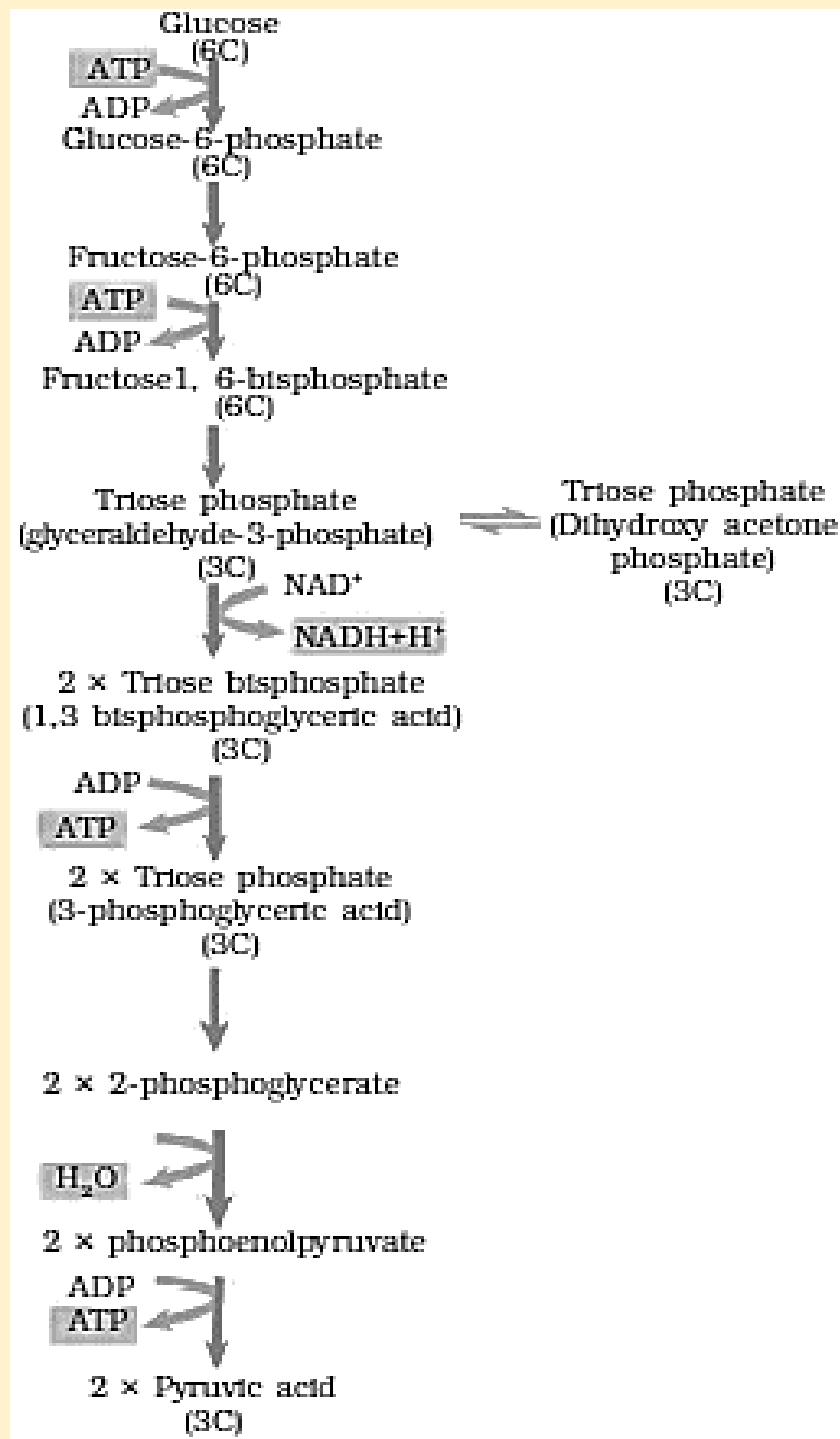 Glucose
(6C)
ATP
ADP
Glucose-6-phosphate
(6C)
Fructose-6-phosphate
(6C)
ATP
ADP
Fructose1, 6-bisphosphate
(6C)
Triose phosphate
(glyceraldehyde-3-phosphate)
(3C)
Triose phosphate
(Dihydroxy acetone
phosphate)
(3C)
NAD⁺
NADH+H⁺
2 × Triose bisphosphate
(1,3 bisphosphoglyceric acid)
(3C)
ADP
ATP
2 × Triose phosphate
(3-phosphoglyceric acid)
(3C)
2 × 2-phosphoglycerate
H₂O
2 × phosphoenolpyruvate
ADP
ATP
2 × Pyruvic acid
(3C)